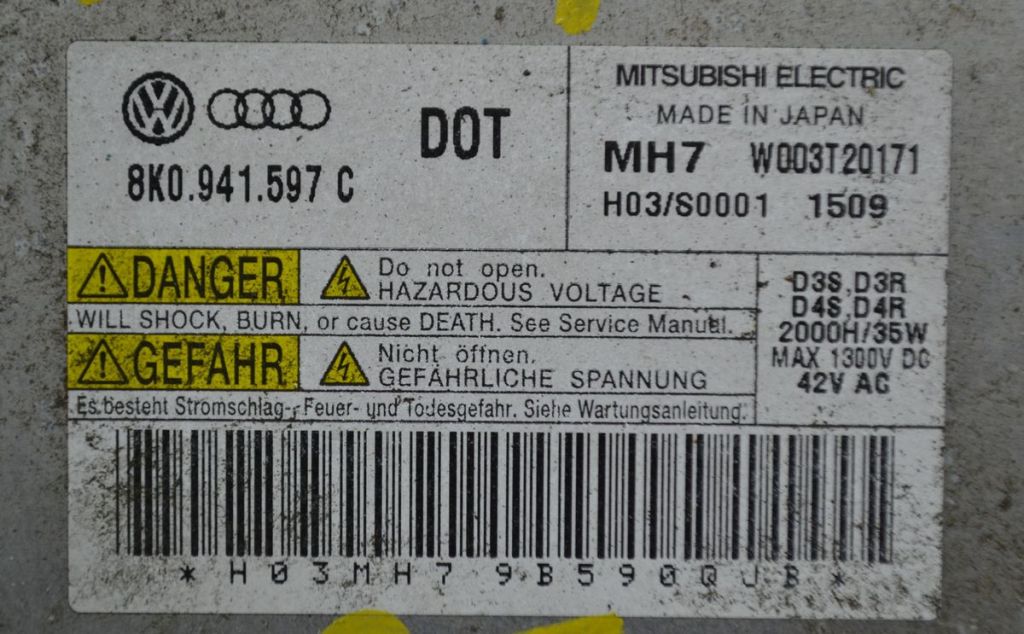 8K0.941.597 C
DOT
MITSUBISHI ELECTRIC
MADE IN JAPAN
MH7 W003T20171
H03/S0001 1509
DANGER
Do not open.
HAZARDOUS VOLTAGE
WILL SHOCK, BURN, or cause DEATH. See Service Manual.
GEFAHR
Nicht öffnen.
GEFÄHRLICHE SPANNUNG
Es besteht Stromschlag-, Feuer- und Todesgefahr. Siehe Wartungsanleitung.
D3S,D3R
D4S,D4R
2000H/35W
MAX 1300V DC
42V AC
*H03MH79B590QJB*